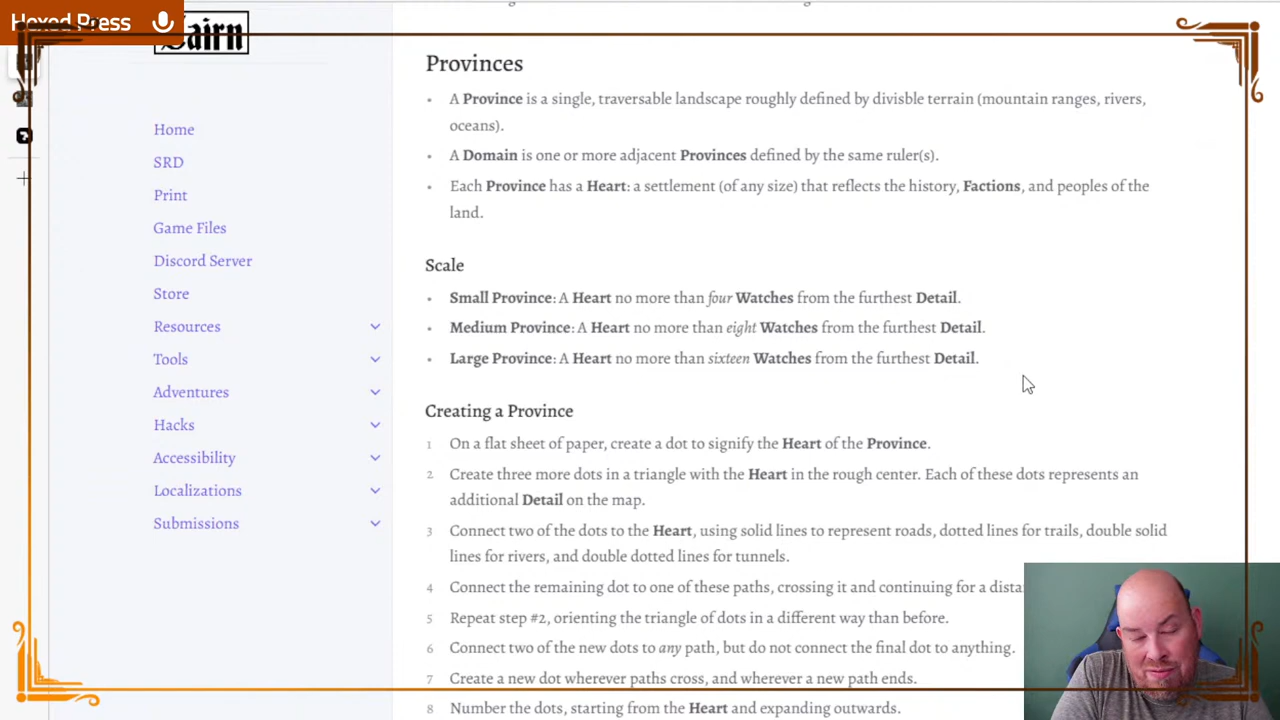 Hexed Press
Cairn
Home
SRD
Print
Game Files
Discord Server
Store
Resources
Tools
Adventures
Hacks
Accessibility
Localizations
Submissions
Provinces
• A Province is a single, traversable landscape roughly defined by divisble terrain (mountain ranges, rivers,
oceans).
• A Domain is one or more adjacent Provinces defined by the same ruler(s).
• Each Province has a Heart: a settlement (of any size) that reflects the history, Factions, and peoples of the
land.
Scale
• Small Province: A Heart no more than four Watches from the furthest Detail.
• Medium Province: A Heart no more than eight Watches from the furthest Detail.
• Large Province: A Heart no more than sixteen Watches from the furthest Detail.
Creating a Province
1 On a flat sheet of paper, create a dot to signify the Heart of the Province.
2 Create three more dots in a triangle with the Heart in the rough center. Each of these dots represents an
additional Detail on the map.
3 Connect two of the dots to the Heart, using solid lines to represent roads, dotted lines for trails, double solid
lines for rivers, and double dotted lines for tunnels.
4 Connect the remaining dot to one of these paths, crossing it and continuing for a
5 Repeat step #2, orienting the triangle of dots in a different way than before.
6 Connect two of the new dots to any path, but do not connect the final dot to anything.
7 Create a new dot wherever paths cross, and wherever a new path ends.
8 Number the dots, starting from the Heart and expanding outwards.